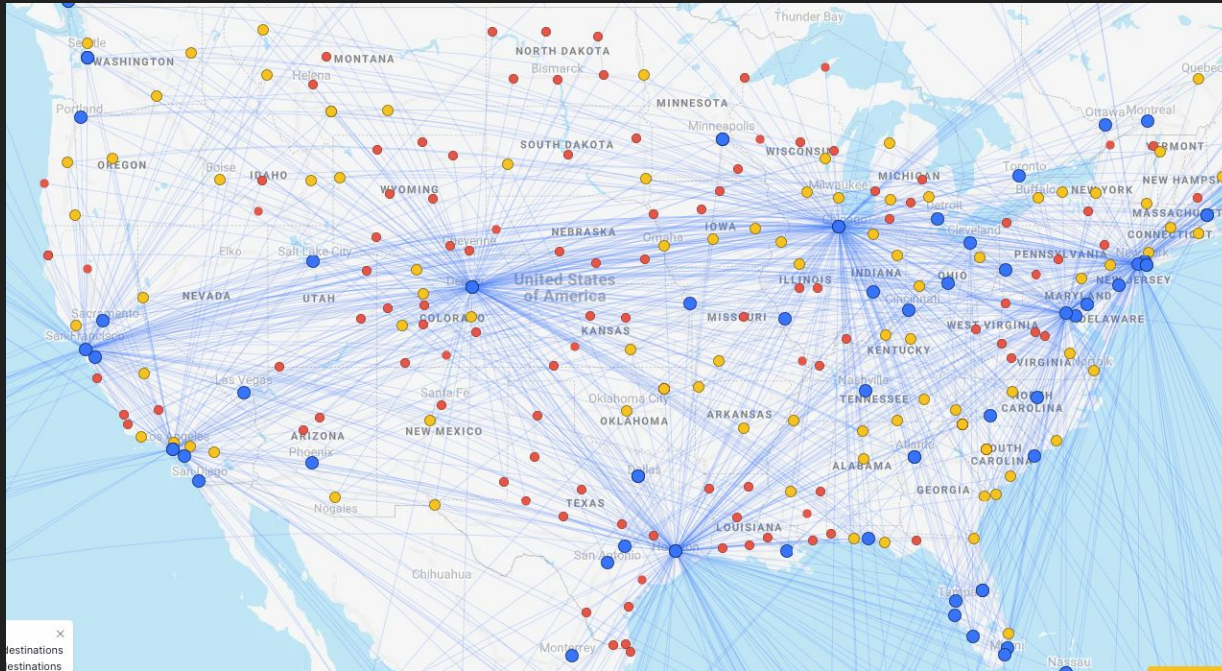 Thunder Bay
Seattle
WASHINGTON
MONTANA
Helena
NORTH DAKOTA
Bismarck
Quebec
MINNESOTA
Minneapolis
Ottawa
Montreal
Portland
OREGON
Boise
IDAHO
SOUTH DAKOTA
WISCONSIN
VERMONT
Toronto
WYOMING
Milwaukee
MICHIGAN
Buffalo
NEW YORK
NEW HAMPS
Detroit
MASSACHUST
CONNECTICUT
Elko
Salt Lake City
Cheyenne
NEBRASKA
Omaha
IOWA
Cleveland
PENNSYLVANIA
NEVADA
UTAH
United States
of America
ILLINOIS
INDIANA
OHIO
NEW JERSEY
Cincinnati
MARYLAND
DELAWARE
Sacramento
San Francisco
COLORADO
KANSAS
MISSOURI
KENTUCKY
WEST VIRGINIA
VIRGINIA
Norfolk
Las Vegas
Santa Fe
Oklahoma City
OKLAHOMA
ARKANSAS
Nashville
TENNESSEE
NORTH
CAROLINA
Los Angeles
ARIZONA
Phoenix
NEW MEXICO
San Diego
Dallas
Atlanta
ALABAMA
SOUTH
CAROLINA
GEORGIA
Nogales
TEXAS
LOUISIANA
San Antonio
Houston
Chihuahua
Tampa
Monterrey
Miami
Nassau
×
destinations
estinations